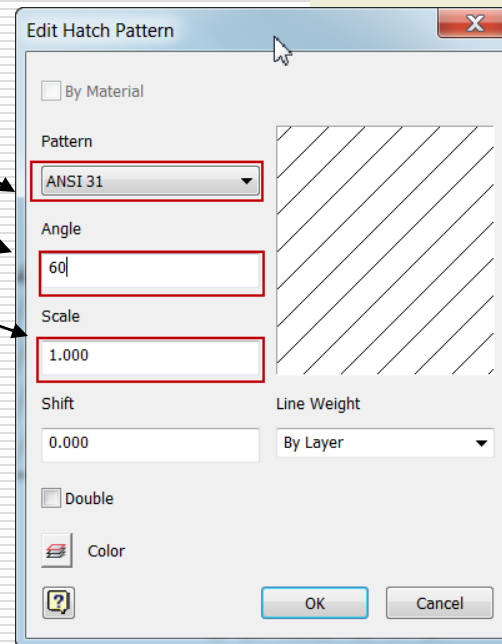 Edit Hatch Pattern
By Material
Pattern
ANSI 31
Angle
60
Scale
1.000
Shift
Line Weight
0.000
By Layer
Double
Color
OK
Cancel